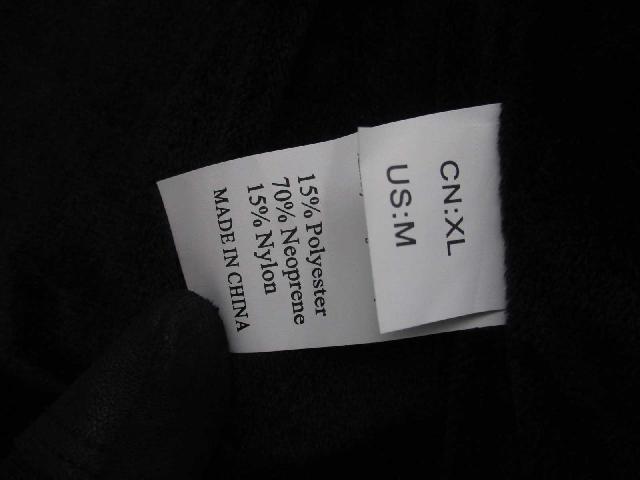 CN:XL
US:M
15% Polyester
70% Neoprene
15% Nylon
MADE IN CHINA